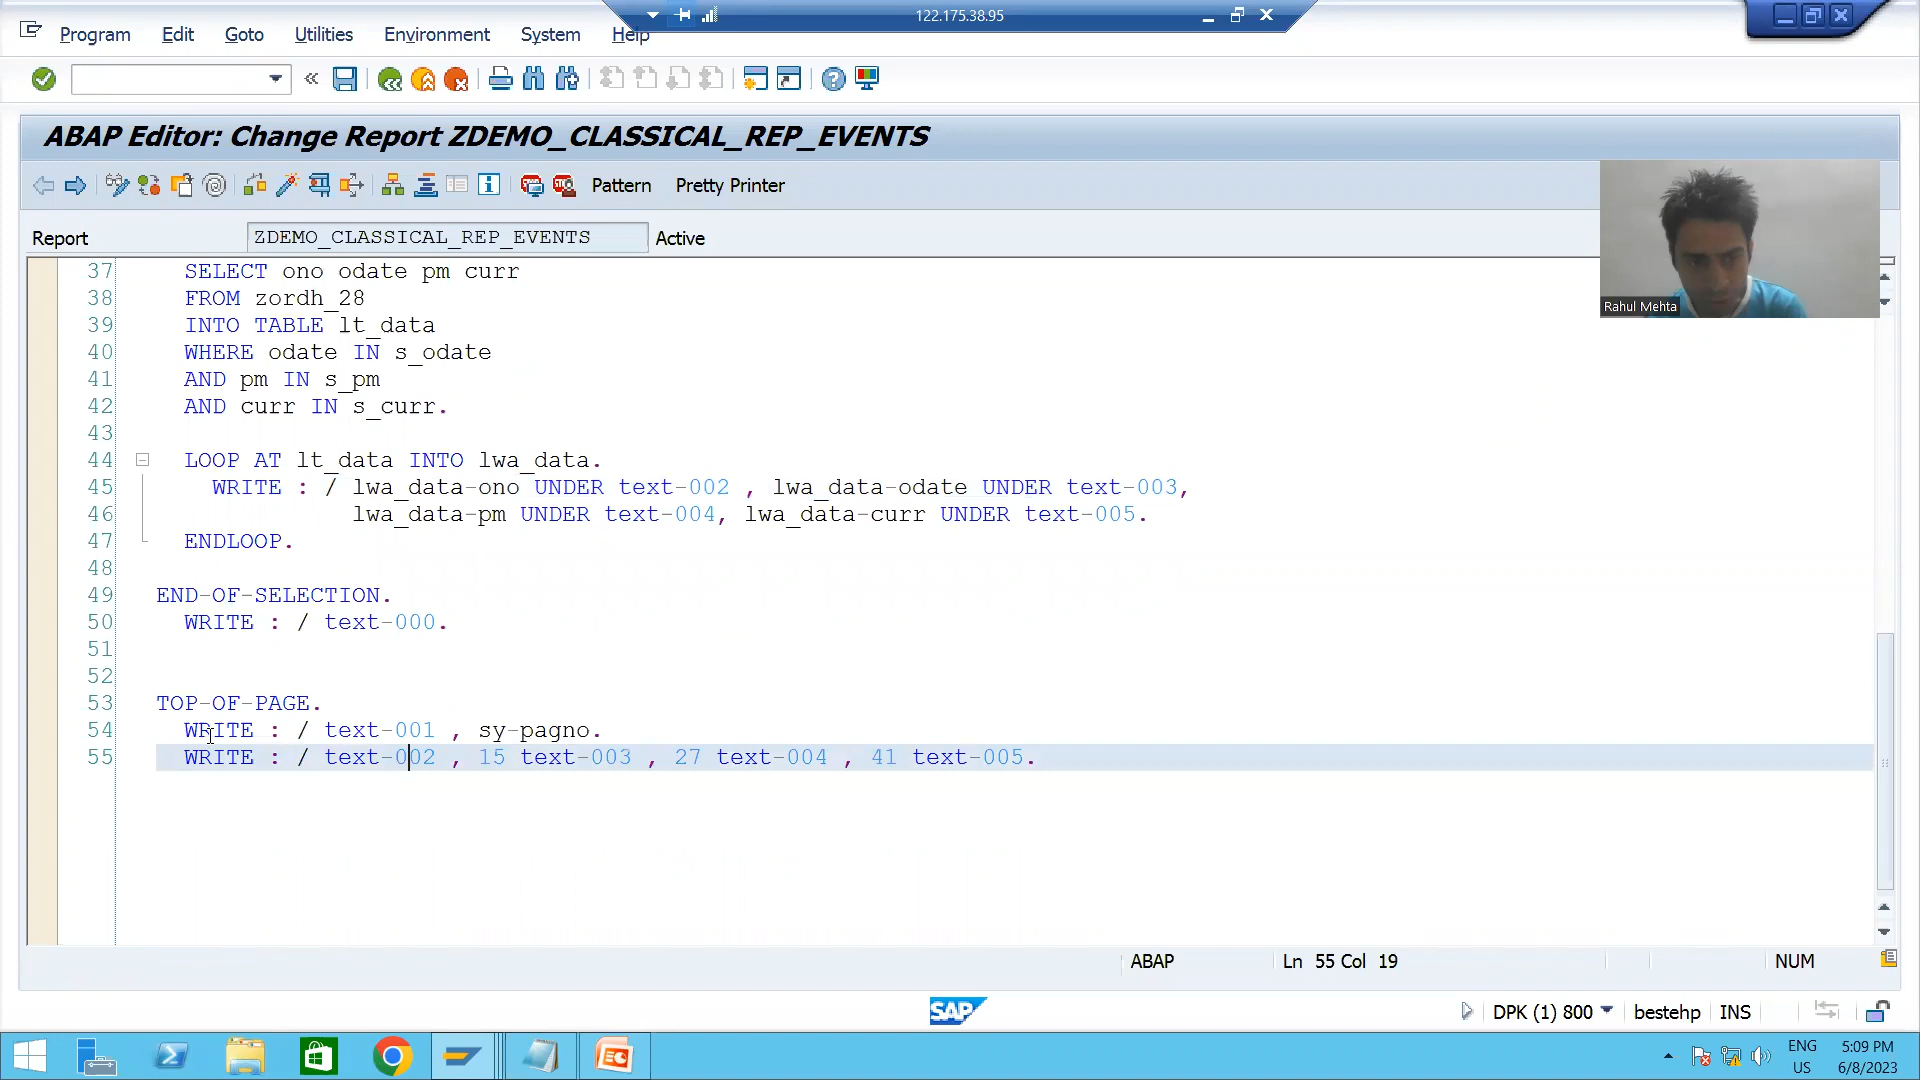 122.175.38.95
Program Edit Goto Utilities Environment System Help
ABAP Editor: Change Report ZDEMO_CLASSICAL_REP_EVENTS
Pattern Pretty Printer
Report ZDEMO_CLASSICAL_REP_EVENTS Active
Rahul Mehta
37 SELECT ono odate pm curr
38 FROM zordh_28
39 INTO TABLE lt_data
40 WHERE odate IN s_odate
41 AND pm IN s_pm
42 AND curr IN s_curr.
43
44 LOOP AT lt_data INTO lwa_data.
45 WRITE : / lwa_data-ono UNDER text-002 , lwa_data-odate UNDER text-003,
46 lwa_data-pm UNDER text-004, lwa_data-curr UNDER text-005.
47 ENDLOOP.
48
49 END-OF-SELECTION.
50 WRITE : / text-000.
51
52
53 TOP-OF-PAGE.
54 WRITE : / text-001 , sy-pagno.
55 WRITE : / text-002 , 15 text-003 , 27 text-004 , 41 text-005.
ABAP Ln 55 Col 19 NUM
SAP DPK (1) 800 bestehp INS
ENG 5:09 PM
US 6/8/2023